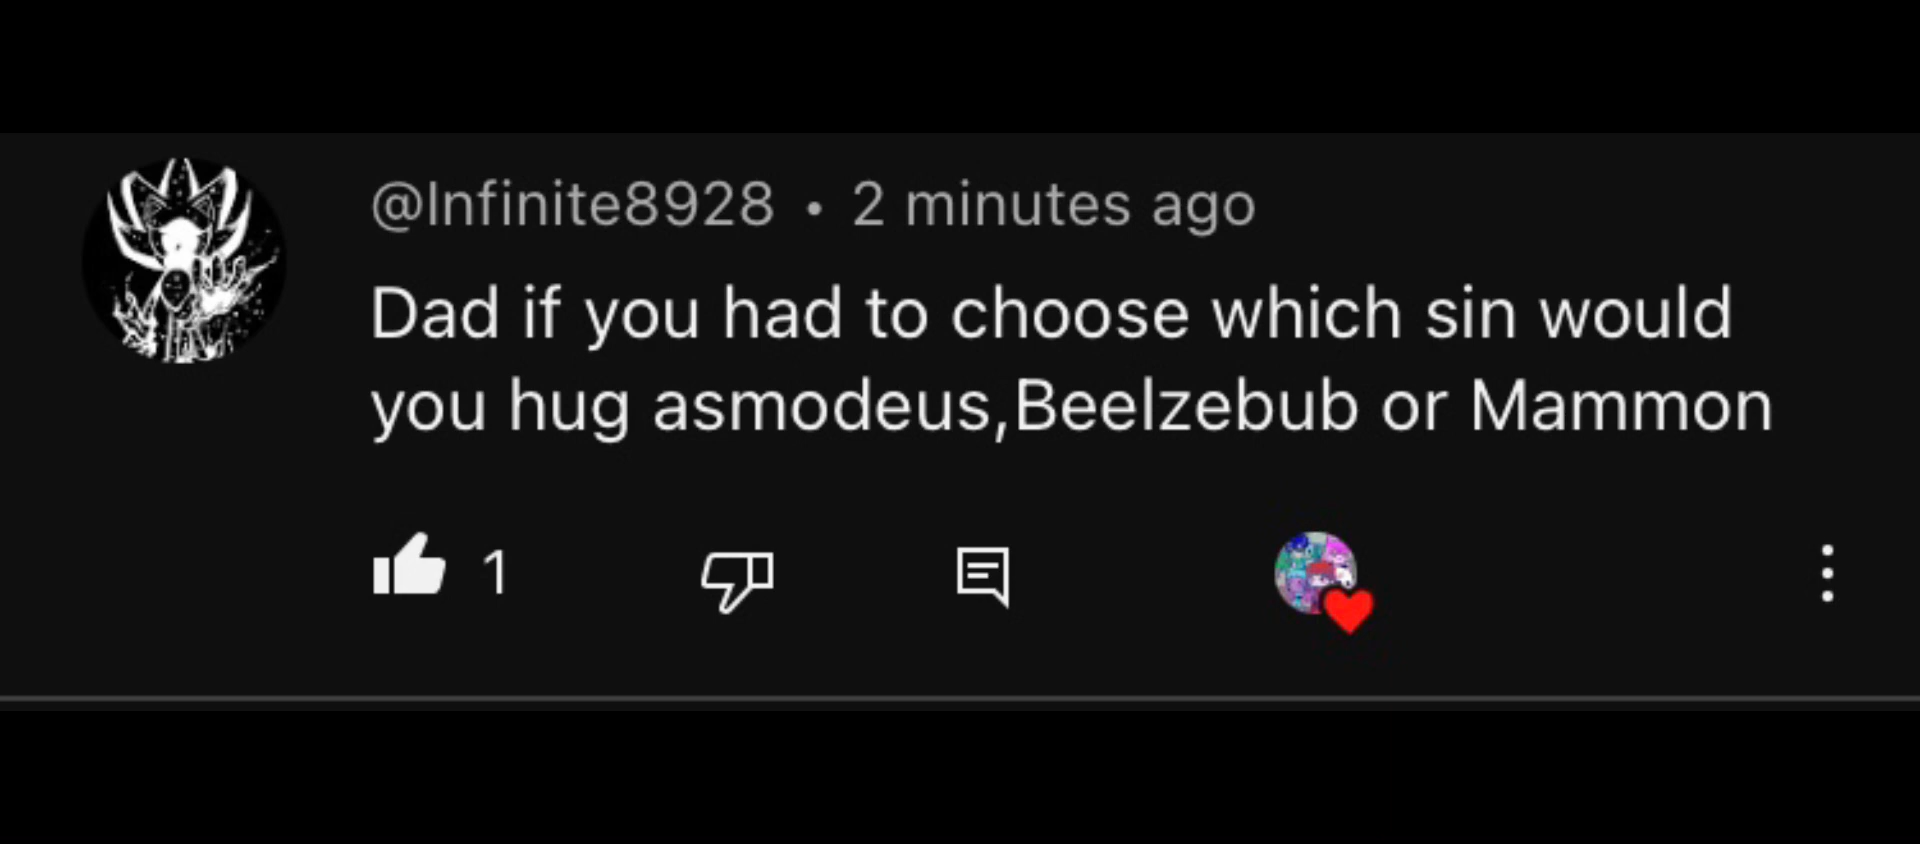 @Infinite8928 • 2 minutes ago
Dad if you had to choose which sin would
you hug asmodeus,Beelzebub or Mammon
1